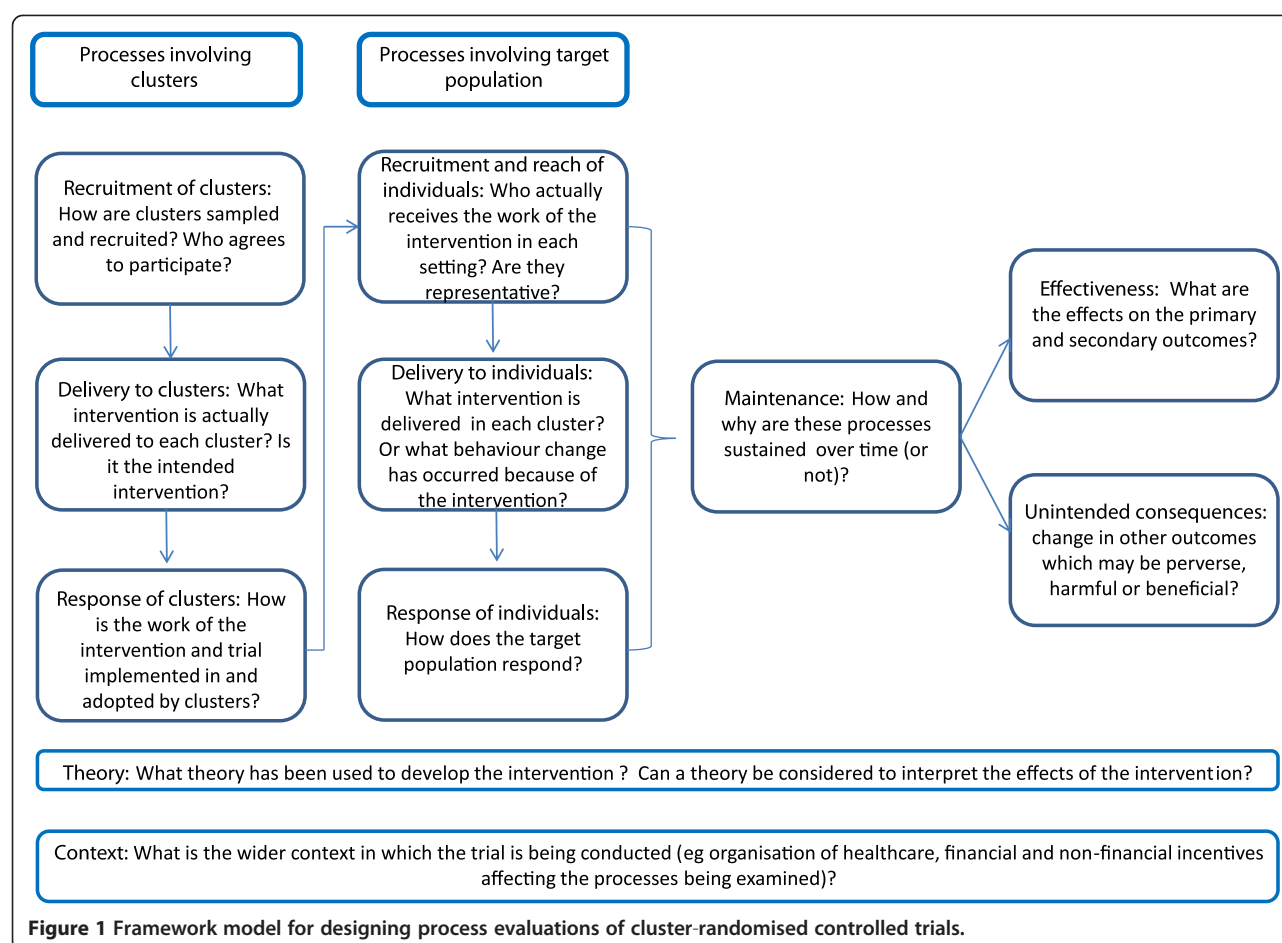 Processes involving
clusters
Processes involving target
population
Recruitment of clusters:
How are clusters sampled
and recruited? Who agrees
to participate?
Recruitment and reach of
individuals: Who actually
receives the work of the
intervention in each
setting? Are they
representative?
Delivery to clusters: What
intervention is actually
delivered to each cluster? Is
it the intended
intervention?
Delivery to individuals:
What intervention is
delivered in each cluster?
Or what behaviour change
has occurred because of
the intervention?
Response of clusters: How
is the work of the
intervention and trial
implemented in and
adopted by clusters?
Response of individuals:
How does the target
population respond?
Maintenance: How and
why are these processes
sustained over time (or
not)?
Effectiveness: What are
the effects on the primary
and secondary outcomes?
Unintended consequences:
change in other outcomes
which may be perverse,
harmful or beneficial?
Theory: What theory has been used to develop the intervention ? Can a theory be considered to interpret the effects of the intervention?
Context: What is the wider context in which the trial is being conducted (eg organisation of healthcare, financial and non-financial incentives
affecting the processes being examined)?
Figure 1 Framework model for designing process evaluations of cluster-randomised controlled trials.